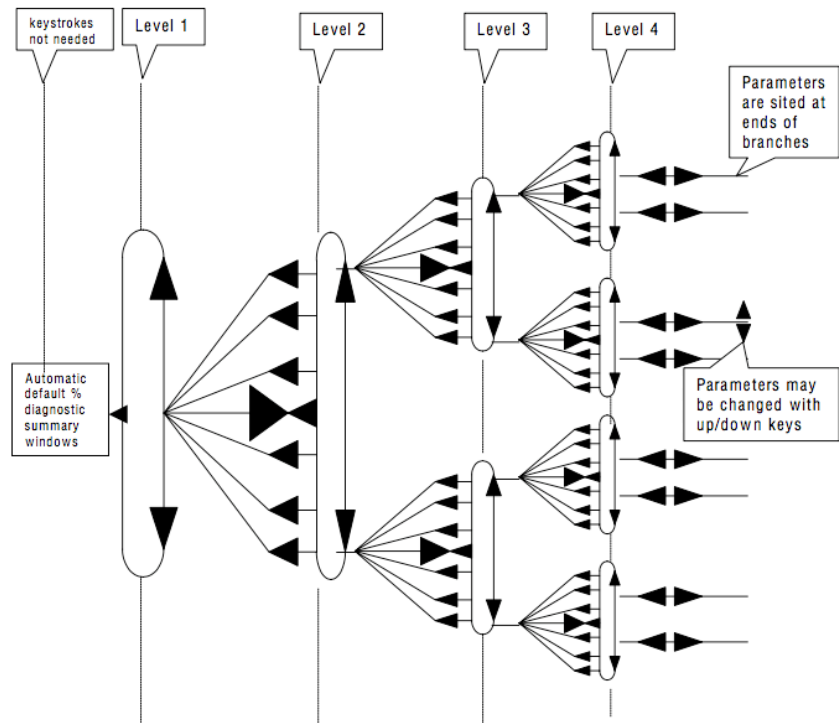 keystrokes
not needed
Level 1
Level 2
Level 3
Level 4
Parameters
are sited at
ends of
branches
Automatic
default %
diagnostic
summary
windows
Parameters may
be changed with
up/down keys